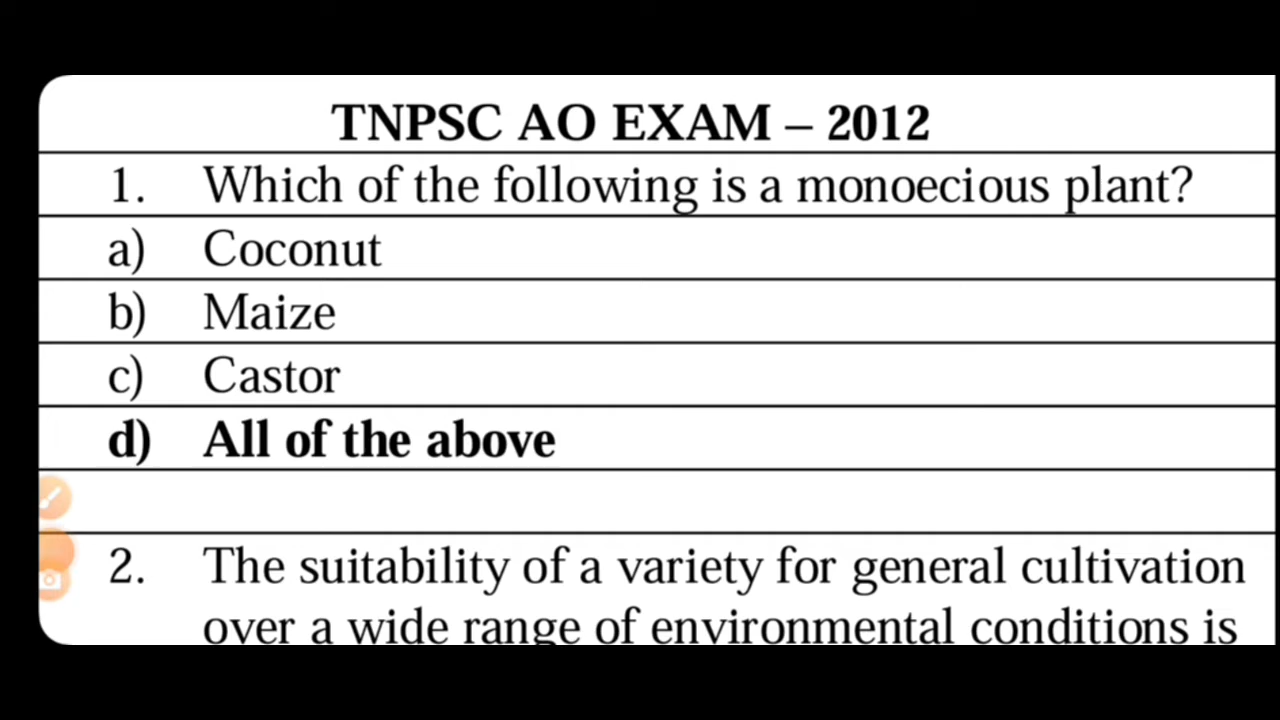 TNPSC AO EXAM – 2012
1. Which of the following is a monoecious plant?
a) Coconut
b) Maize
c) Castor
d) All of the above
2. The suitability of a variety for general cultivation
over a wide range of environmental conditions is